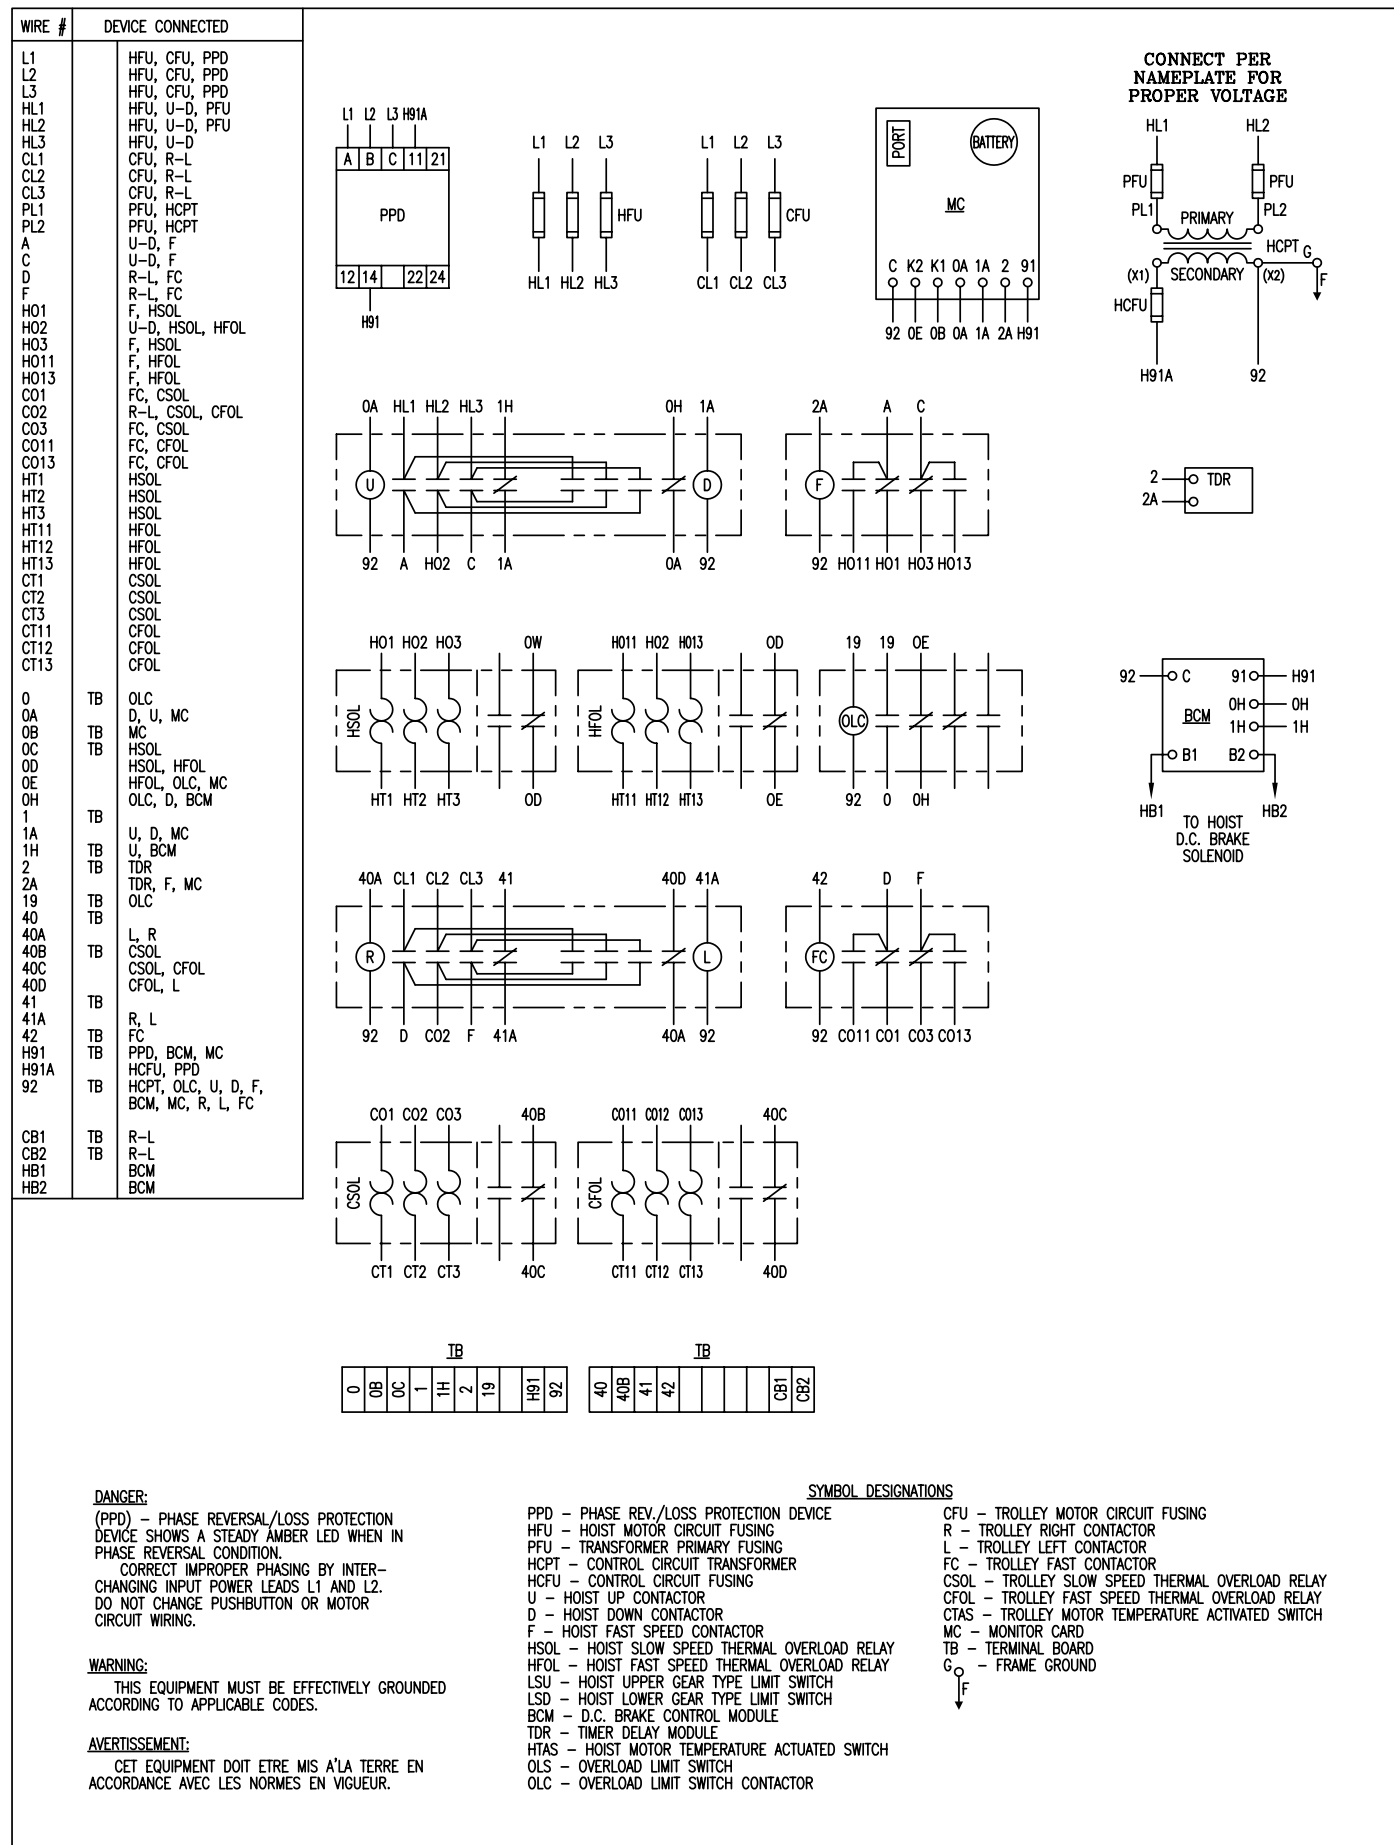 WIRE # DEVICE CONNECTED
L1 HFU, CFU, PPD
L2 HFU, CFU, PPD
L3 HFU, CFU, PPD
HL1 HFU, U-D, PFU
HL2 HFU, U-D, PFU
HL3 HFU, U-D
CL1 CFU, R-L
CL2 CFU, R-L
CL3 CFU, R-L
PL1 PFU, HCPT
PL2 PFU, HCPT
A U-D, F
C U-D, F
D R-L, FC
F R-L, FC
HO1 F, HSOL
HO2 U-D, HSOL, HFOL
HO3 F, HSOL
HO11 F, HFOL
HO13 F, HFOL
CO1 FC, CSOL
CO2 R-L, CSOL, CFOL
CO3 FC, CSOL
CO11 FC, CFOL
CO13 FC, CFOL
HT1 HSOL
HT2 HSOL
HT3 HSOL
HT11 HFOL
HT12 HFOL
HT13 HFOL
CT1 CSOL
CT2 CSOL
CT3 CSOL
CT11 CFOL
CT12 CFOL
CT13 CFOL
0 TB OLC
0A D, U, MC
0B TB MC
0C TB HSOL
0D HSOL, HFOL
0E HFOL, OLC, MC
0H OLC, D, BCM
1 TB
1A U, D, MC
1H TB U, BCM
2 TB TDR
2A TDR, F, MC
19 TB OLC
40 TB
40A L, R
40B TB CSOL
40C CSOL, CFOL
40D CFOL, L
41 TB
41A R, L
42 TB FC
H91 TB PPD, BCM, MC
H91A HCFU, PPD
92 TB HCPT, OLC, U, D, F,
BCM, MC, R, L, FC
CB1 TB R-L
CB2 TB R-L
HB1 BCM
HB2 BCM
L1 L2 L3 H91A
A B C 11 21
PPD
12 14 22 24
H91
L1 L2 L3
HFU
HL1 HL2 HL3
L1 L2 L3
CFU
CL1 CL2 CL3
PORT
BATTERY
MC
C K2 K1 0A 1A 2 91
92 0E 0B 0A 1A 2A H91
CONNECT PER
NAMEPLATE FOR
PROPER VOLTAGE
HL1 HL2
PFU PFU
PL1 PRIMARY PL2
HCPT G
(X1) SECONDARY (X2) F
HCFU
H91A 92
0A HL1 HL2 HL3 1H 0H 1A
U D
92 A HO2 C 1A 0A 92
2A A C
F
92 HO11 HO1 HO3 HO13
2 TDR
2A
HO1 HO2 HO3 0W
HSOL
HT1 HT2 HT3 0D
HO11 HO2 HO13 0D
HFOL
HT11 HT12 HT13 0E
19 19 0E
OLC
92 0 0H
92 C 91 H91
0H 0H
BCM
1H 1H
B1 B2
HB1 HB2
TO HOIST
D.C. BRAKE
SOLENOID
40A CL1 CL2 CL3 41 40D 41A
R L
92 D CO2 F 41A 40A 92
42 D F
FC
92 CO11 CO1 CO3 CO13
CO1 CO2 CO3 40B
CSOL
CT1 CT2 CT3 40C
CO11 CO12 CO13 40C
CFOL
CT11 CT12 CT13 40D
TB
0 0B 0C 1 1H 2 19 H91 92
TB
40 40B 41 42 CB1 CB2
DANGER:
(PPD) - PHASE REVERSAL/LOSS PROTECTION
DEVICE SHOWS A STEADY AMBER LED WHEN IN
PHASE REVERSAL CONDITION.
CORRECT IMPROPER PHASING BY INTER-
CHANGING INPUT POWER LEADS L1 AND L2.
DO NOT CHANGE PUSHBUTTON OR MOTOR
CIRCUIT WIRING.
WARNING:
THIS EQUIPMENT MUST BE EFFECTIVELY GROUNDED
ACCORDING TO APPLICABLE CODES.
AVERTISSEMENT:
CET EQUIPMENT DOIT ETRE MIS A'LA TERRE EN
ACCORDANCE AVEC LES NORMES EN VIGUEUR.
SYMBOL DESIGNATIONS
PPD - PHASE REV./LOSS PROTECTION DEVICE
HFU - HOIST MOTOR CIRCUIT FUSING
PFU - TRANSFORMER PRIMARY FUSING
HCPT - CONTROL CIRCUIT TRANSFORMER
HCFU - CONTROL CIRCUIT FUSING
U - HOIST UP CONTACTOR
D - HOIST DOWN CONTACTOR
F - HOIST FAST SPEED CONTACTOR
HSOL - HOIST SLOW SPEED THERMAL OVERLOAD RELAY
HFOL - HOIST FAST SPEED THERMAL OVERLOAD RELAY
LSU - HOIST UPPER GEAR TYPE LIMIT SWITCH
LSD - HOIST LOWER GEAR TYPE LIMIT SWITCH
BCM - D.C. BRAKE CONTROL MODULE
TDR - TIMER DELAY MODULE
HTAS - HOIST MOTOR TEMPERATURE ACTUATED SWITCH
OLS - OVERLOAD LIMIT SWITCH
OLC - OVERLOAD LIMIT SWITCH CONTACTOR
CFU - TROLLEY MOTOR CIRCUIT FUSING
R - TROLLEY RIGHT CONTACTOR
L - TROLLEY LEFT CONTACTOR
FC - TROLLEY FAST CONTACTOR
CSOL - TROLLEY SLOW SPEED THERMAL OVERLOAD RELAY
CFOL - TROLLEY FAST SPEED THERMAL OVERLOAD RELAY
CTAS - TROLLEY MOTOR TEMPERATURE ACTIVATED SWITCH
MC - MONITOR CARD
TB - TERMINAL BOARD
G - FRAME GROUND
F